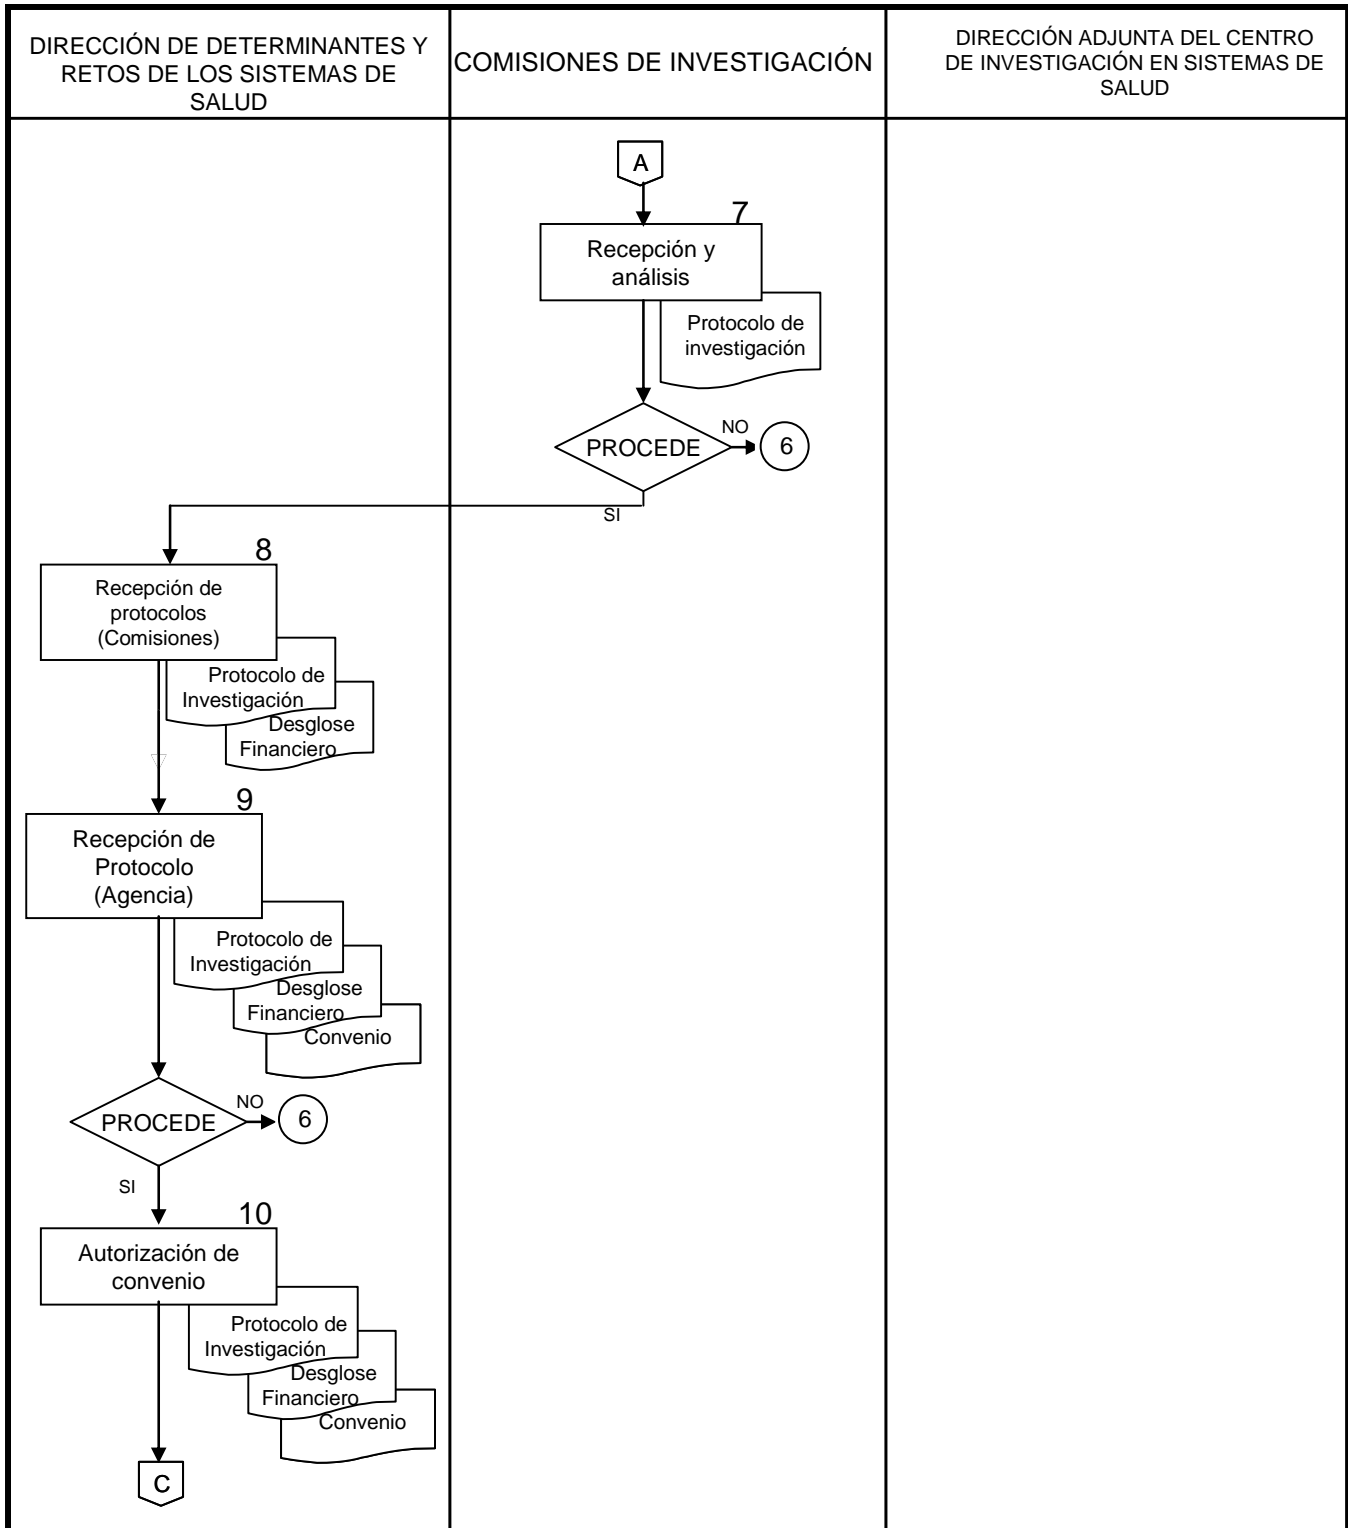 DIRECCIÓN DE DETERMINANTES Y
RETOS DE LOS SISTEMAS DE
SALUD
COMISIONES DE INVESTIGACIÓN
DIRECCIÓN ADJUNTA DEL CENTRO
DE INVESTIGACIÓN EN SISTEMAS DE
SALUD
A
7
Recepción y
análisis
Protocolo de
investigación
PROCEDE
NO
6
SI
8
Recepción de
protocolos
(Comisiones)
Protocolo de
Investigación
Desglose
Financiero
9
Recepción de
Protocolo
(Agencia)
Protocolo de
Investigación
Desglose
Financiero
Convenio
PROCEDE
NO
6
SI
10
Autorización de
convenio
Protocolo de
Investigación
Desglose
Financiero
Convenio
C